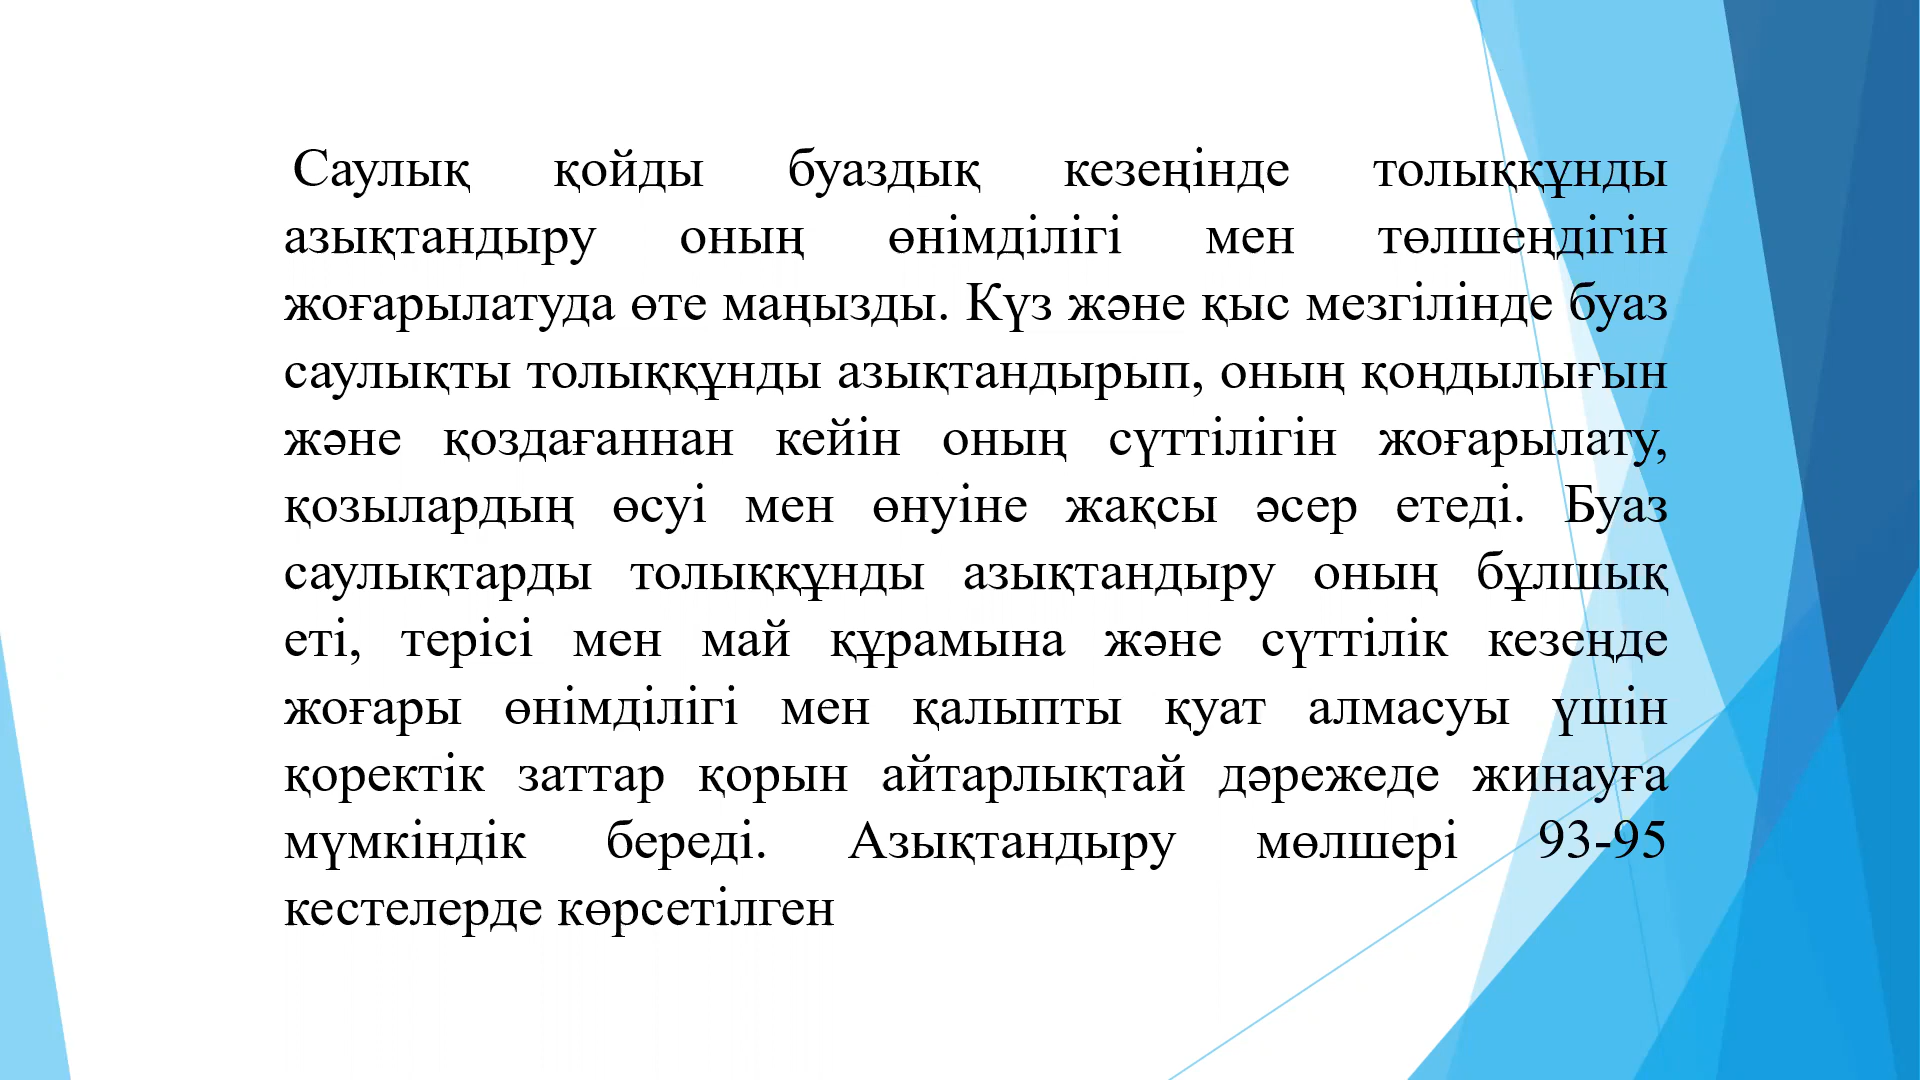 Саулық қойды буаздық кезеңінде толыққұнды
азықтандыру оның өнімділігі мен төлшеңдігін
жоғарылатуда өте маңызды. Күз және қыс мезгілінде буаз
саулықты толыққұнды азықтандырып, оның қоңдылығын
және қоздағаннан кейін оның сүттілігін жоғарылату,
қозылардың өсуі мен өнуіне жақсы әсер етеді. Буаз
саулықтарды толыққұнды азықтандыру оның бұлшық
еті, терісі мен май құрамына және сүттілік кезеңде
жоғары өнімділігі мен қалыпты қуат алмасуы үшін
қоректік заттар қорын айтарлықтай дәрежеде жинауға
мүмкіндік береді. Азықтандыру мөлшері 93-95
кестелерде көрсетілген